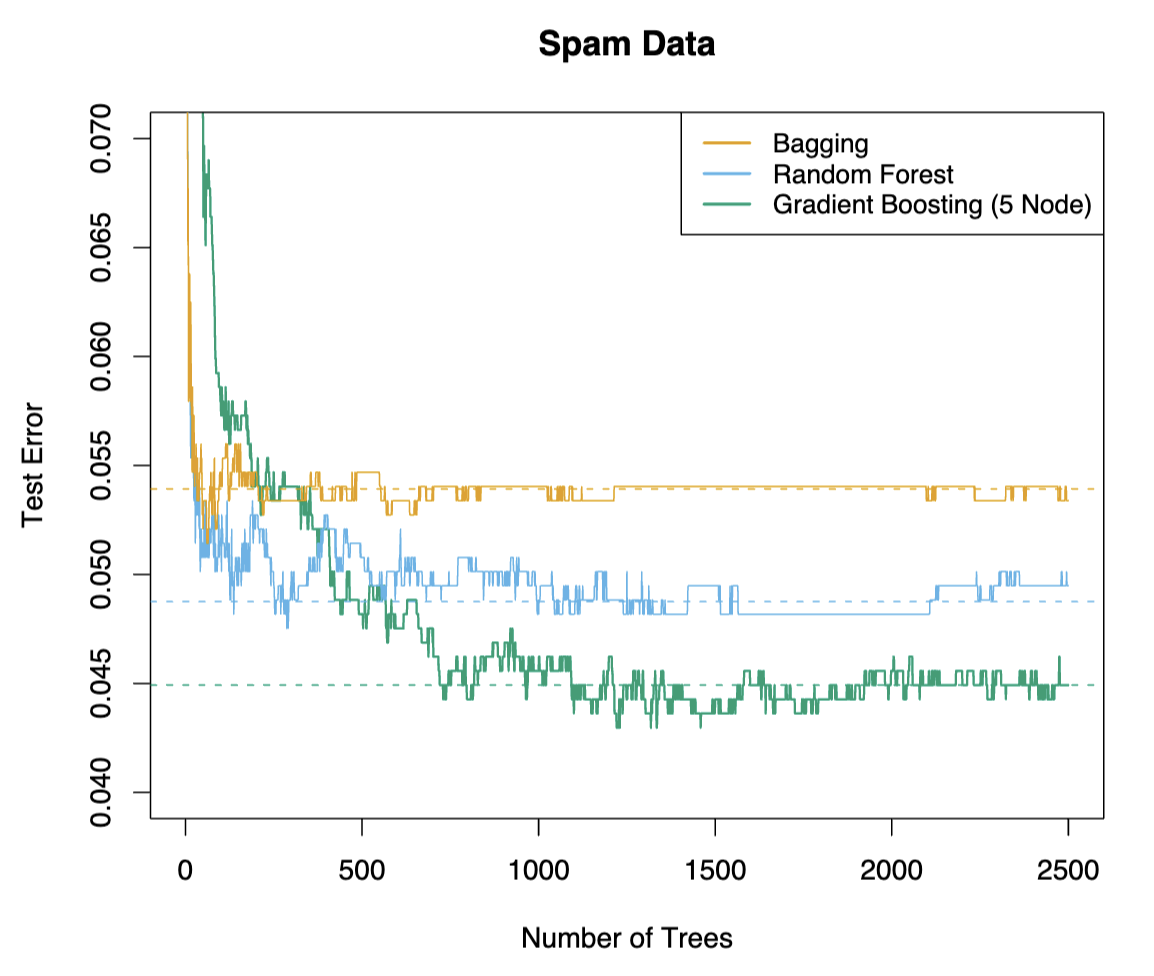 Spam Data
Bagging
Random Forest
Gradient Boosting (5 Node)
Test Error
0.070
0.065
0.060
0.055
0.050
0.045
0.040
0
500
1000
1500
2000
2500
Number of Trees